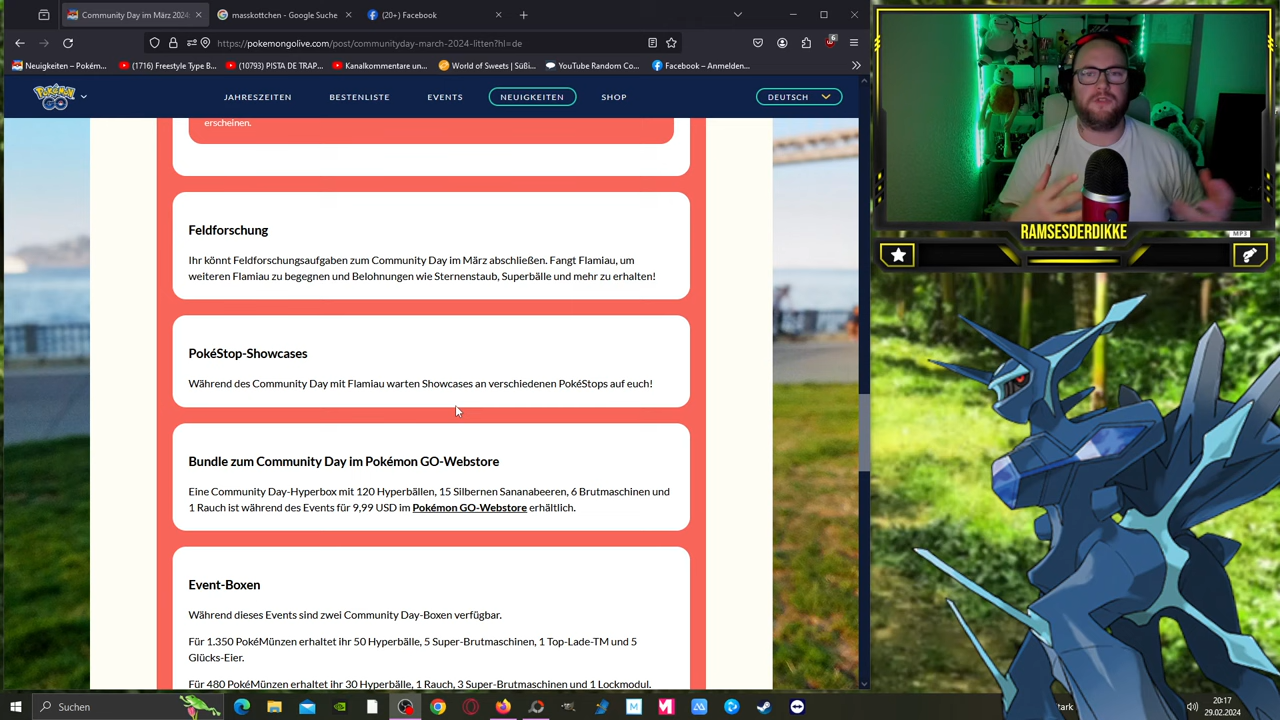 Community Day im März 2024
masskottchen - Google Suche
(20+) Facebook
https://pokemongolive.com/post/communityday-march-2024-litten?hl=de
6
Neuigkeiten – Pokém...
(1716) Freestyle Type B...
(10793) PISTA DE TRAP...
Kanalkommentare un...
World of Sweets | Süßi...
YouTube Random Co...
Facebook – Anmelden...
Pokémon GO
JAHRESZEITEN
BESTENLISTE
EVENTS
NEUIGKEITEN
SHOP
DEUTSCH
erscheinen.
Feldforschung
Ihr könnt Feldforschungsaufgaben zum Community Day im März abschließen. Fangt Flamiau, um
weiteren Flamiau zu begegnen und Belohnungen wie Sternenstaub, Superbälle und mehr zu erhalten!
PokéStop-Showcases
Während des Community Day mit Flamiau warten Showcases an verschiedenen PokéStops auf euch!
Bundle zum Community Day im Pokémon GO-Webstore
Eine Community Day-Hyperbox mit 120 Hyperbällen, 15 Silbernen Sananabeeren, 6 Brutmaschinen und
1 Rauch ist während des Events für 9,99 USD im Pokémon GO-Webstore erhältlich.
Event-Boxen
Während dieses Events sind zwei Community Day-Boxen verfügbar.
Für 1.350 PokéMünzen erhaltet ihr 50 Hyperbälle, 5 Super-Brutmaschinen, 1 Top-Lade-TM und 5
Glücks-Eier.
Für 480 PokéMünzen erhaltet ihr 30 Hyperbälle, 1 Rauch, 3 Super-Brutmaschinen und 1 Lockmodul.
RAMSESDERDIKKE
MP3
Suchen
tark
20:17
29.02.2024